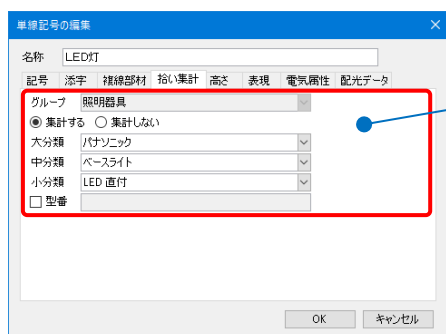 単線記号の編集
名称 LED灯
記号 添字 複線部材 拾い集計 高さ 表現 電気属性 配光データ
グループ 照明器具
集計する 集計しない
大分類 パナソニック
中分類 ベースライト
小分類 LED 直付
型番
OK キャンセル